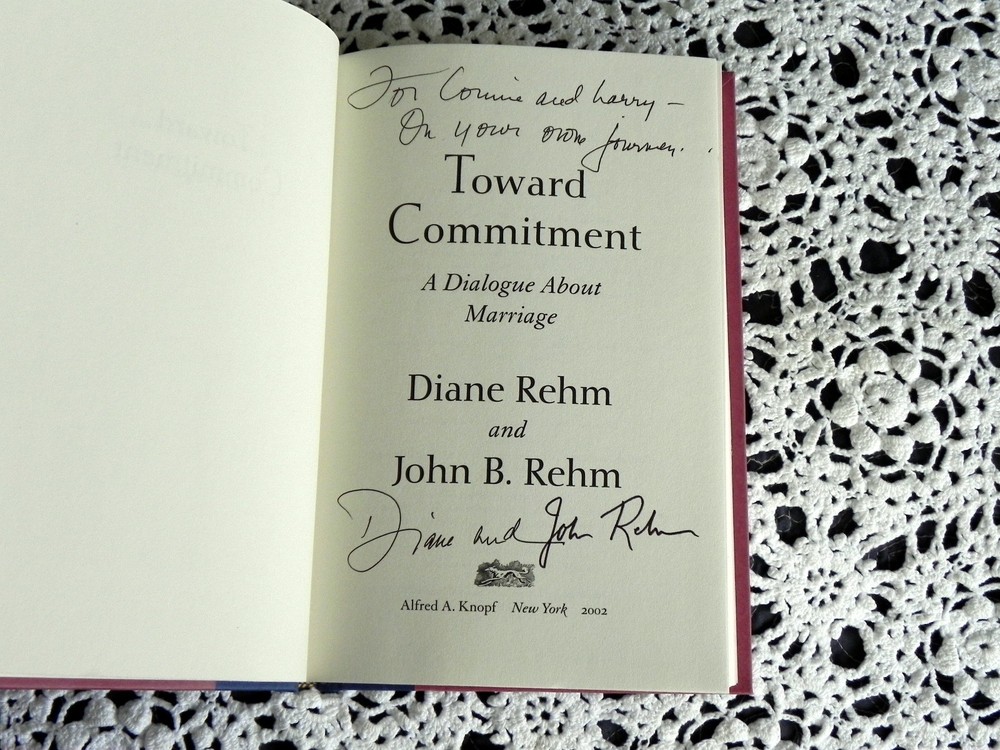 For Connie and Larry –
On your own journey.
Toward
Commitment
A Dialogue About
Marriage
Diane Rehm
and
John B. Rehm
Diane and John Rehm
Alfred A. Knopf New York 2002